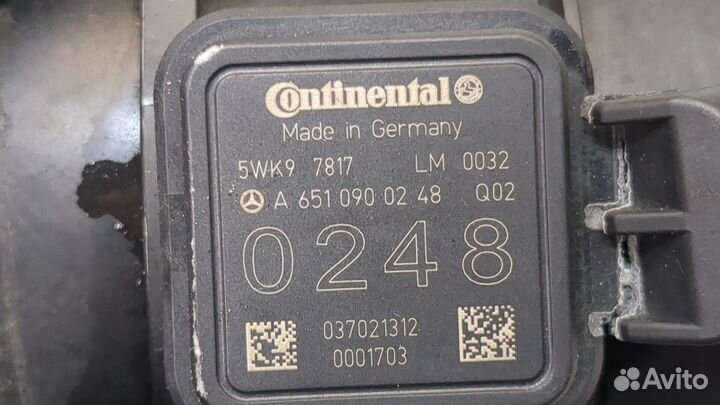 Continental
Made in Germany
5WK9 7817 LM 0032
A 651 090 02 48 Q02
0248
037021312
0001703
Avito